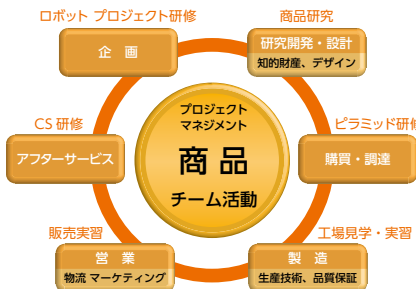 ロボット プロジェクト研修
企 画
商品研究
研究開発・設計
知的財産、デザイン
CS 研修
アフターサービス
プロジェクト
マネジメント
商 品
チーム活動
ピラミッド研修
購買・調達
販売実習
営 業
物流 マーケティング
工場見学・実習
製 造
生産技術、品質保証